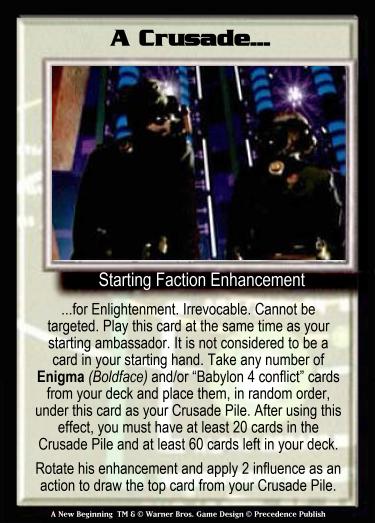 A Crusade...
Starting Faction Enhancement
...for Enlightenment. Irrevocable. Cannot be
targeted. Play this card at the same time as your
starting ambassador. It is not considered to be a
card in your starting hand. Take any number of
Enigma (Boldface) and/or “Babylon 4 conflict” cards
from your deck and place them, in random order,
under this card as your Crusade Pile. After using this
effect, you must have at least 20 cards in the
Crusade Pile and at least 60 cards left in your deck.
Rotate his enhancement and apply 2 influence as an
action to draw the top card from your Crusade Pile.
A New Beginning TM & © Warner Bros. Game Design © Precedence Publish